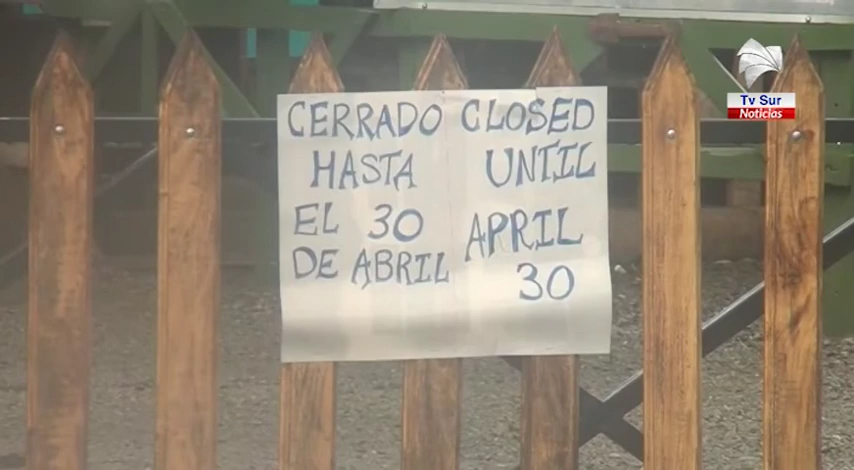 CERRADO
HASTA
EL 30
DE ABRIL
CLOSED
UNTIL
APRIL
30
Tv Sur
Noticias